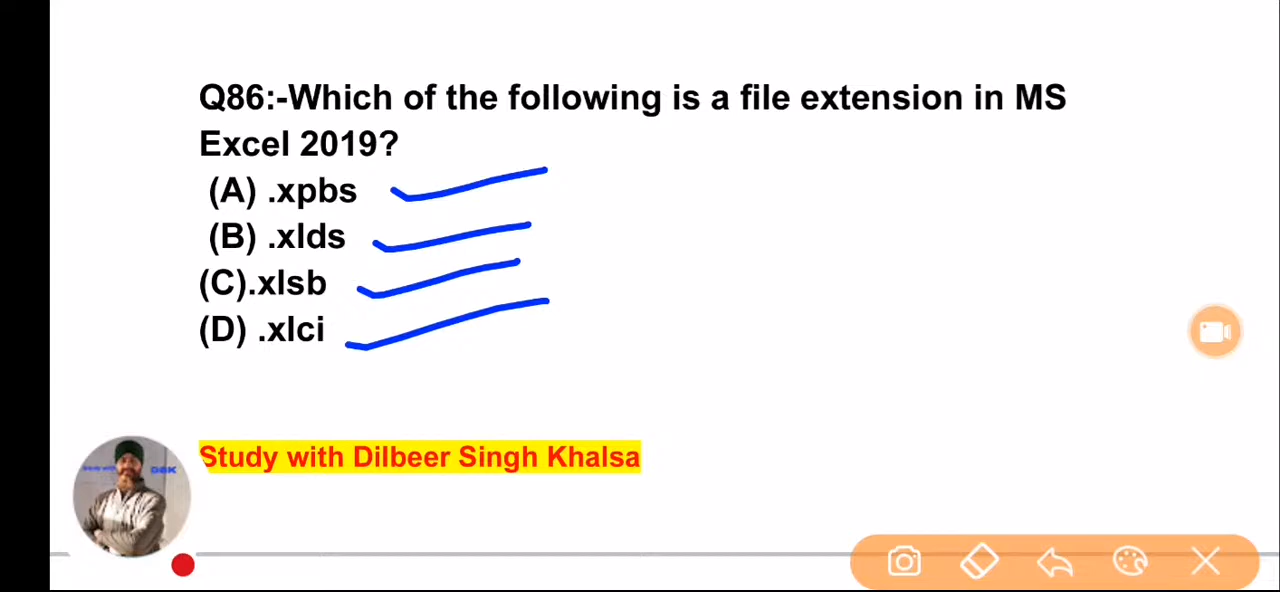 Q86:-Which of the following is a file extension in MS
Excel 2019?
(A) .xpbs
(B) .xlds
(C).xlsb
(D) .xlci
Study with Dilbeer Singh Khalsa
DSK